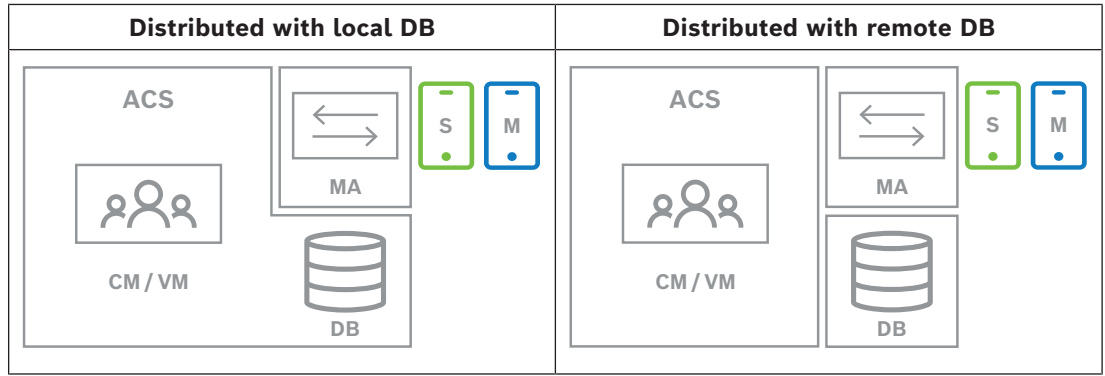 Distributed with local DB
ACS
S
M
MA
CM / VM
DB
Distributed with remote DB
ACS
S
M
MA
CM / VM
DB